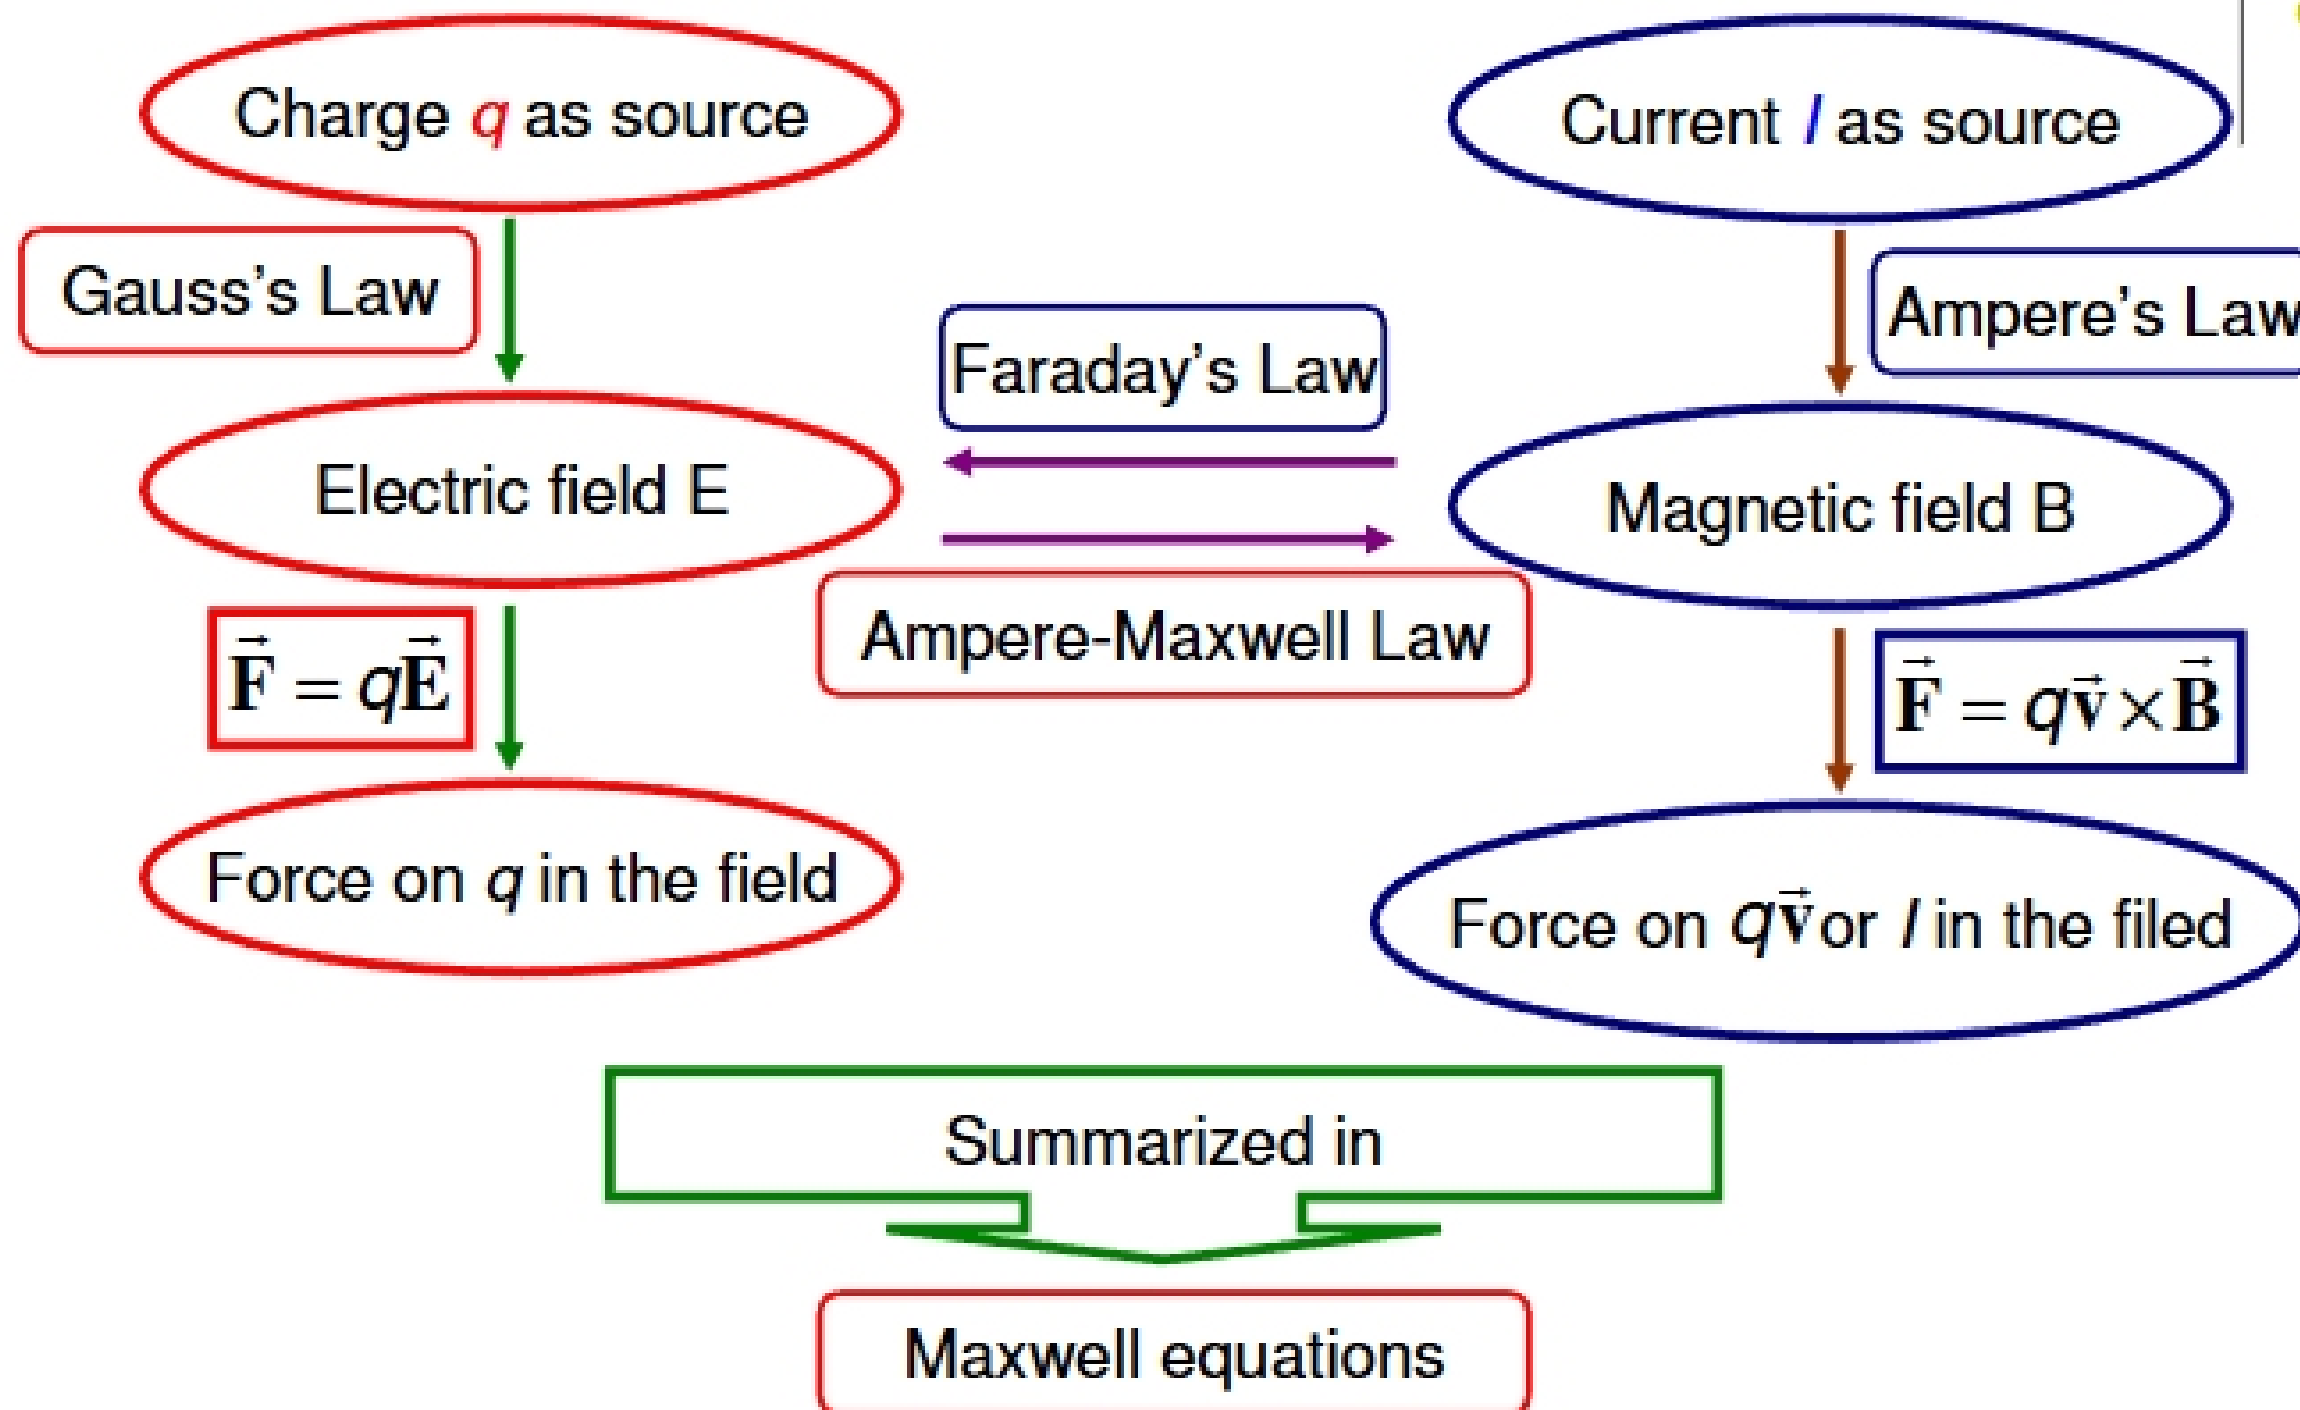 Charge q as source
Current I as source
Gauss's Law
Ampere's Law
Faraday's Law
Electric field E
Magnetic field B
Ampere-Maxwell Law
F⃗ = qE⃗
F⃗ = qv⃗ × B⃗
Force on q in the field
Force on qv⃗ or I in the filed
Summarized in
Maxwell equations